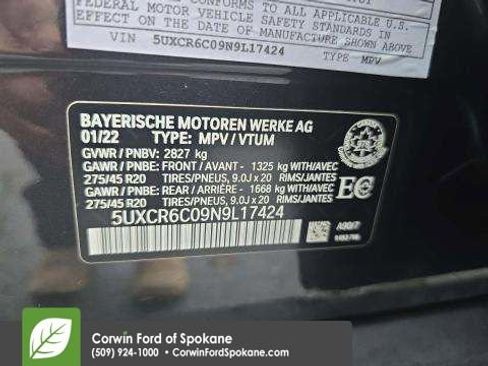 CONFORMS TO ALL APPLICABLE U.S.
FEDERAL MOTOR VEHICLE SAFETY STANDARDS IN
EFFECT ON THE DATE OF MANUFACTURE SHOWN ABOVE
5UXCR6C09N9L17424
TYPE: MPV
BAYERISCHE MOTOREN WERKE AG
01/22 TYPE: MPV / VTUM
GVWR / PNBV: 2827 kg
GAWR / PNBE: FRONT / AVANT - 1325 kg WITH/AVEC
275/45 R20 TIRES/PNEUS, 9.0J x 20 RIMS/JANTES
GAWR / PNBE: REAR / ARRIÈRE - 1668 kg WITH/AVEC
275/45 R20 TIRES/PNEUS, 9.0J x 20 RIMS/JANTES
EC
5UXCR6C09N9L17424
A90/7
Corwin Ford of Spokane
(509) 924-1000 • CorwinFordSpokane.com